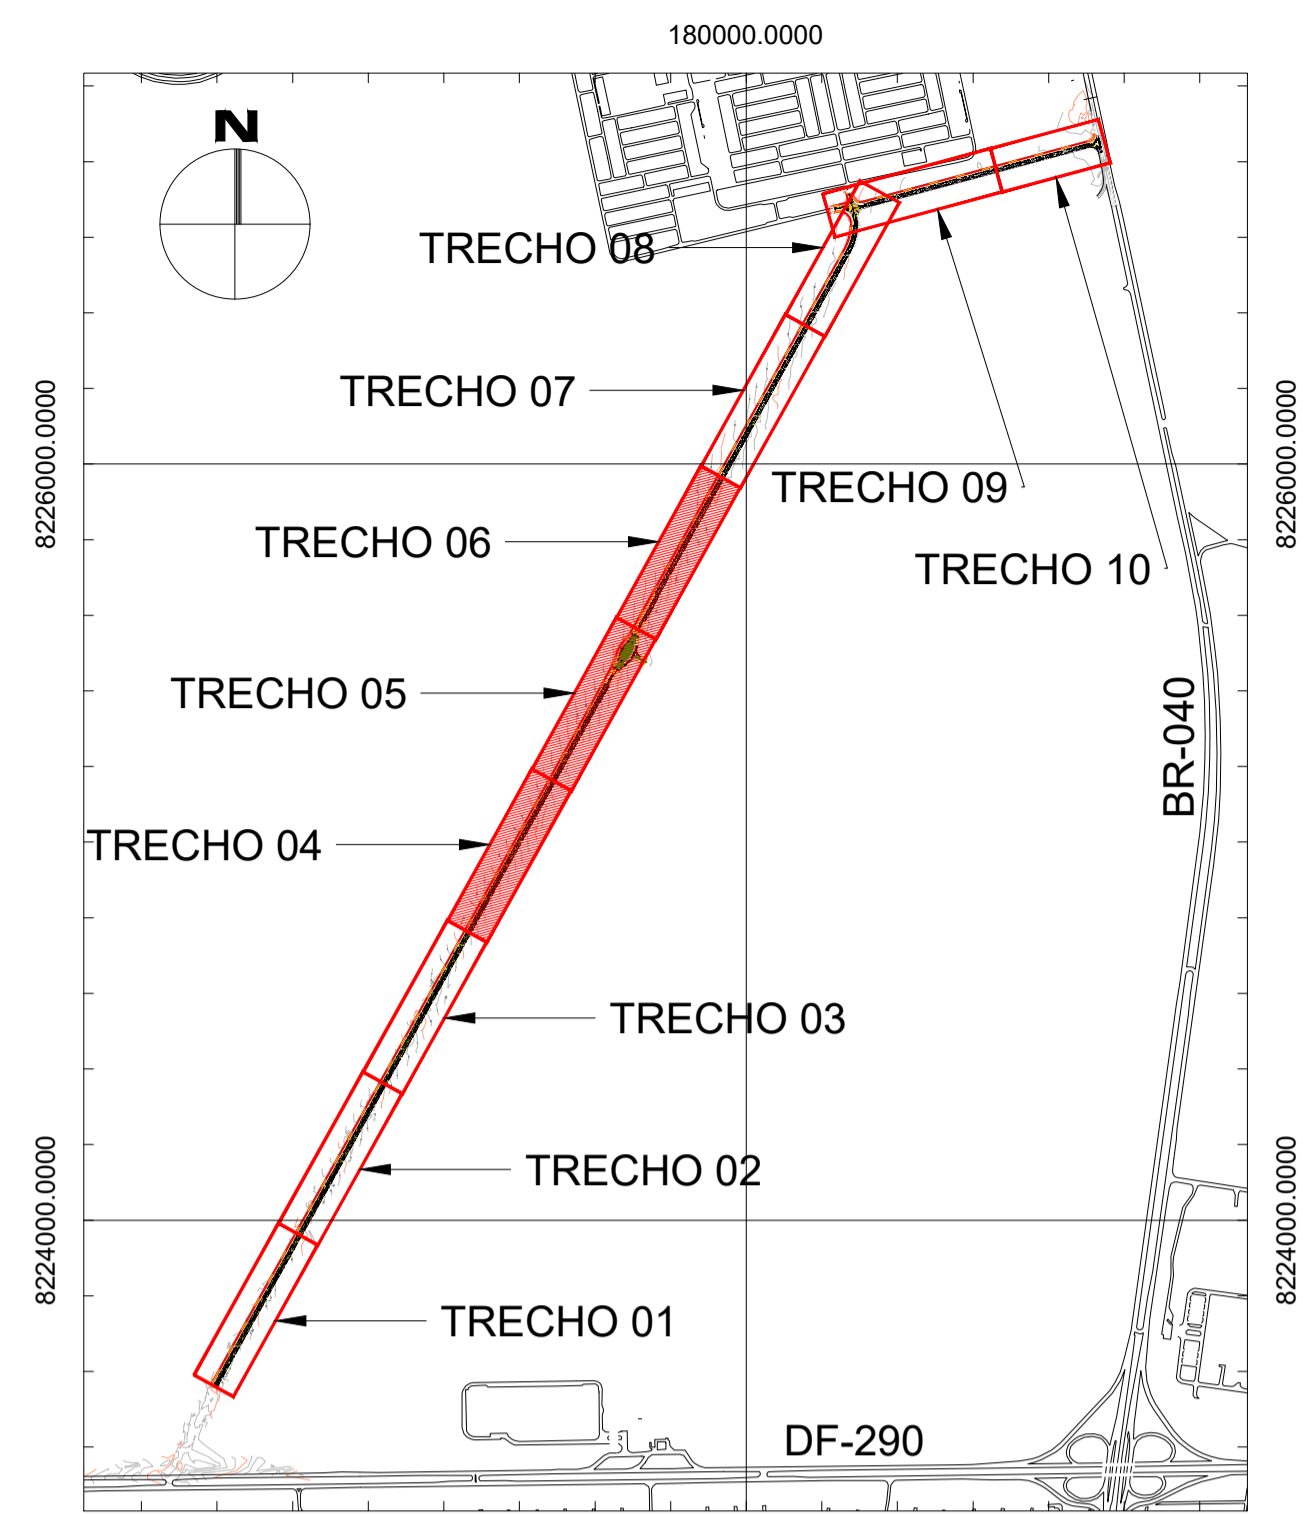 180000.0000
N
TRECHO 08
TRECHO 07
8226000.0000
8226000.0000
TRECHO 09
TRECHO 06
TRECHO 10
TRECHO 05
BR-040
TRECHO 04
TRECHO 03
TRECHO 02
8224000.0000
8224000.0000
TRECHO 01
DF-290